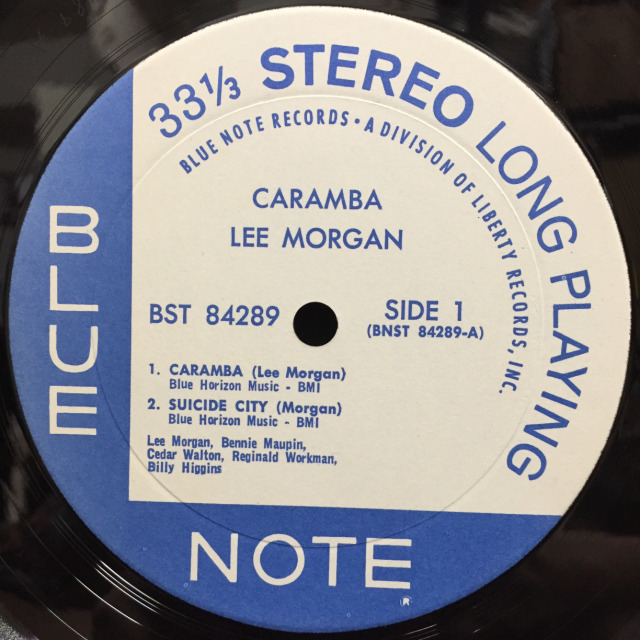 33⅓ STEREO LONG PLAYING
BLUE NOTE RECORDS • A DIVISION OF LIBERTY RECORDS, INC.
CARAMBA
LEE MORGAN
BST 84289
SIDE 1
(BNST 84289-A)
1. CARAMBA (Lee Morgan)
Blue Horizon Music - BMI
2. SUICIDE CITY (Morgan)
Blue Horizon Music - BMI
Lee Morgan, Bennie Maupin,
Cedar Walton, Reginald Workman,
Billy Higgins
BLUE
NOTE
®